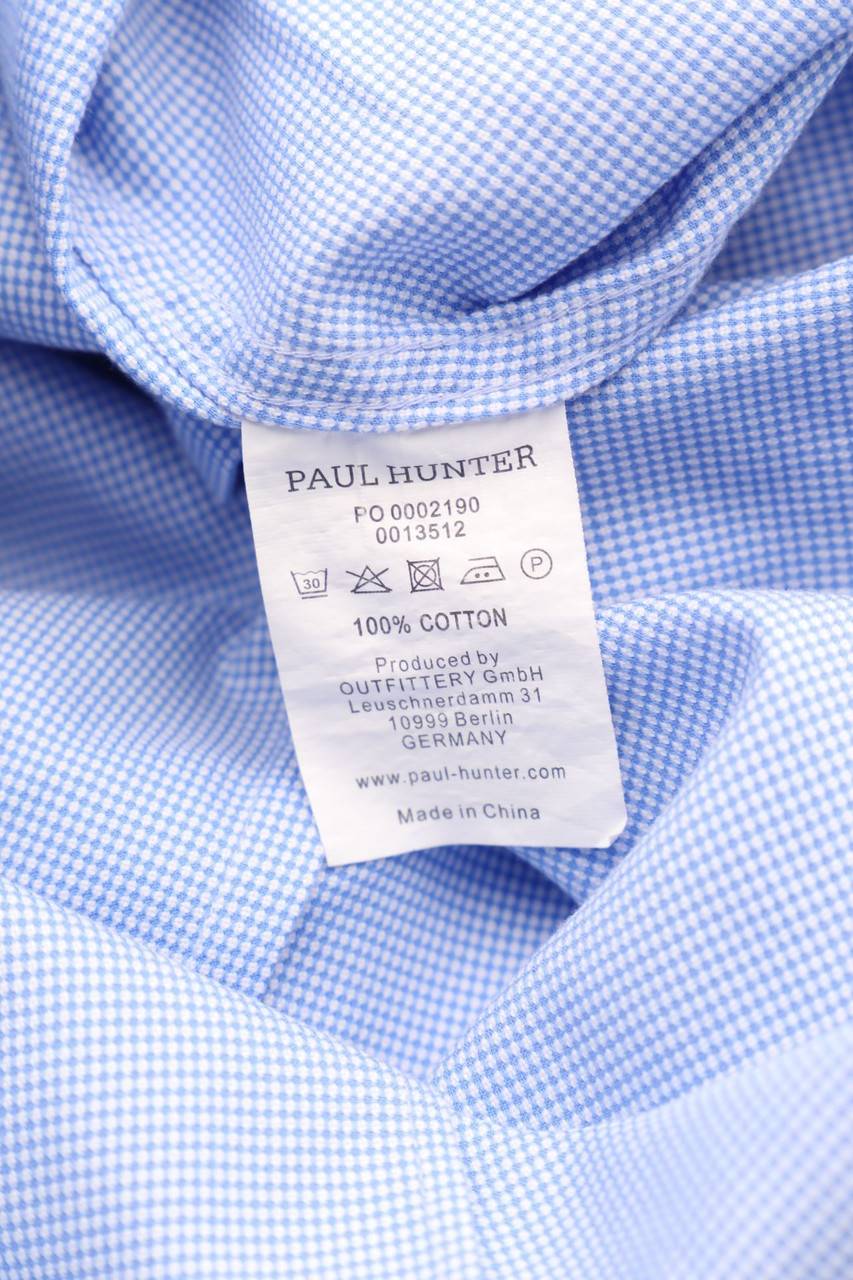 PAUL HUNTER
PO 0002190
0013512
30
P
100% COTTON
Produced by
OUTFITTERY GmbH
Leuschnerdamm 31
10999 Berlin
GERMANY
www.paul-hunter.com
Made in China